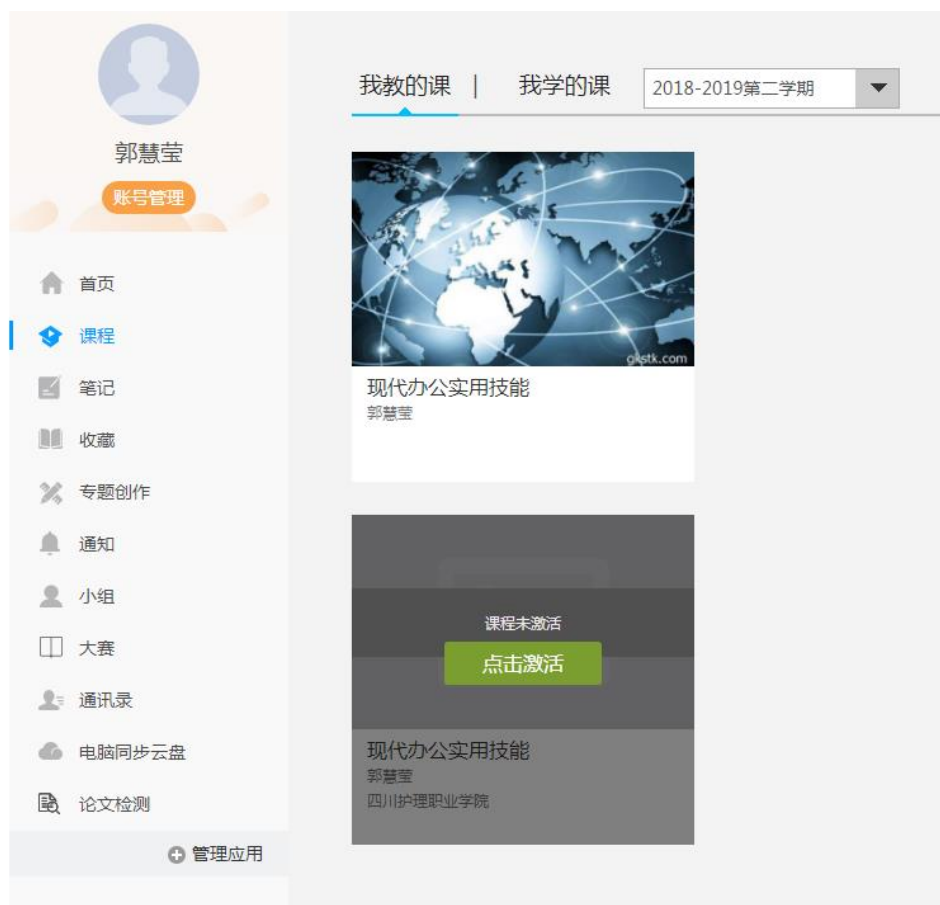 郭慧莹
账号管理
首页
课程
笔记
收藏
专题创作
通知
小组
大赛
通讯录
电脑同步云盘
论文检测
管理应用
我教的课 | 我学的课 2018-2019第二学期
gkstk.com
现代办公实用技能
郭慧莹
课程未激活
点击激活
现代办公实用技能
郭慧莹
四川护理职业学院